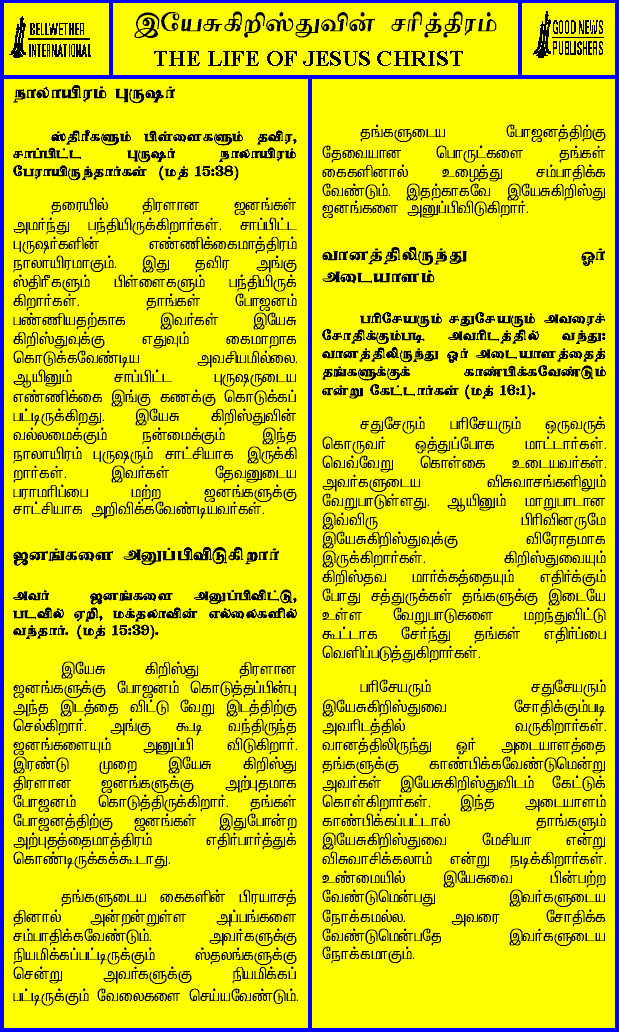 BELLWETHER
INTERNATIONAL
இயேசுகிறிஸ்துவின் சரித்திரம்
THE LIFE OF JESUS CHRIST
GOOD NEWS
PUBLISHERS
நாலாயிரம் புருஷர்
ஸ்திரீகளும் பிள்ளைகளும் தவிர,
சாப்பிட்ட புருஷர் நாலாயிரம்
பேராயிருந்தார்கள் (மத் 15:38)
தரையில் திரளான ஜனங்கள்
அமர்ந்து பந்தியிருக்கிறார்கள். சாப்பிட்ட
புருஷர்களின் எண்ணிக்கைமாத்திரம்
நாலாயிரமாகும். இது தவிர அங்கு
ஸ்திரீகளும் பிள்ளைகளும் பந்தியிருக்
கிறார்கள். தாங்கள் போஜனம்
பண்ணியதற்காக இவர்கள் இயேசு
கிறிஸ்துவுக்கு எதுவும் கைமாறாக
கொடுக்கவேண்டிய அவசியமில்லை.
ஆயினும் சாப்பிட்ட புருஷருடைய
எண்ணிக்கை இங்கு கணக்கு கொடுக்கப்
பட்டிருக்கிறது. இயேசு கிறிஸ்துவின்
வல்லமைக்கும் நன்மைக்கும் இந்த
நாலாயிரம் புருஷரும் சாட்சியாக இருக்கி
றார்கள். இவர்கள் தேவனுடைய
பராமரிப்பை மற்ற ஜனங்களுக்கு
சாட்சியாக அறிவிக்கவேண்டியவர்கள்.
ஜனங்களை அனுப்பிவிடுகிறார்
அவர் ஜனங்களை அனுப்பிவிட்டு,
படவில் ஏறி, மக்தலாவின் எல்லைகளில்
வந்தார். (மத் 15:39).
இயேசு கிறிஸ்து திரளான
ஜனங்களுக்கு போஜனம் கொடுத்தப்பின்பு
அந்த இடத்தை விட்டு வேறு இடத்திற்கு
செல்கிறார். அங்கு கூடி வந்திருந்த
ஜனங்களையும் அனுப்பி விடுகிறார்.
இரண்டு முறை இயேசு கிறிஸ்து
திரளான ஜனங்களுக்கு அற்புதமாக
போஜனம் கொடுத்திருக்கிறார். தங்கள்
போஜனத்திற்கு ஜனங்கள் இதுபோன்ற
அற்புதத்தைமாத்திரம் எதிர்பார்த்துக்
கொண்டிருக்கக்கூடாது.
தங்களுடைய கைகளின் பிரயாசத்
தினால் அன்றன்றுள்ள அப்பங்களை
சம்பாதிக்கவேண்டும். அவர்களுக்கு
நியமிக்கப்பட்டிருக்கும் ஸ்தலங்களுக்கு
சென்று அவர்களுக்கு நியமிக்கப்
பட்டிருக்கும் வேலைகளை செய்யவேண்டும்.
தங்களுடைய போஜனத்திற்கு
தேவையான பொருட்களை தங்கள்
கைகளினால் உழைத்து சம்பாதிக்க
வேண்டும். இதற்காகவே இயேசுகிறிஸ்து
ஜனங்களை அனுப்பிவிடுகிறார்.
வானத்திலிருந்து ஓர்
அடையாளம்
பரிசேயரும் சதுசேயரும் அவரைச்
சோதிக்கும்படி அவரிடத்தில் வந்து:
வானத்திலிருந்து ஓர் அடையாளத்தைத்
தங்களுக்குக் காண்பிக்கவேண்டும்
என்று கேட்டார்கள் (மத் 16:1).
சதுசேரும் பரிசேயரும் ஒருவருக்
கொருவர் ஒத்துப்போக மாட்டார்கள்.
வெவ்வேறு கொள்கை உடையவர்கள்.
அவர்களுடைய விசுவாசங்களிலும்
வேறுபாடுள்ளது. ஆயினும் மாறுபாடான
இவ்விரு பிரிவினருமே
இயேசுகிறிஸ்துவுக்கு விரோதமாக
இருக்கிறார்கள். கிறிஸ்துவையும்
கிறிஸ்தவ மார்க்கத்தையும் எதிர்க்கும்
போது சத்துருக்கள் தங்களுக்கு இடையே
உள்ள வேறுபாடுகளை மறந்துவிட்டு
கூட்டாக சேர்ந்து தங்கள் எதிர்ப்பை
வெளிப்படுத்துகிறார்கள்.
பரிசேயரும் சதுசேயரும்
இயேசுகிறிஸ்துவை சோதிக்கும்படி
அவரிடத்தில் வருகிறார்கள்.
வானத்திலிருந்து ஓர் அடையாளத்தை
தங்களுக்கு காண்பிக்கவேண்டுமென்று
அவர்கள் இயேசுகிறிஸ்துவிடம் கேட்டுக்
கொள்கிறார்கள். இந்த அடையாளம்
காண்பிக்கப்பட்டால் தாங்களும்
இயேசுகிறிஸ்துவை மேசியா என்று
விசுவாசிக்கலாம் என்று நடிக்கிறார்கள்.
உண்மையில் இயேசுவை பின்பற்ற
வேண்டுமென்பது இவர்களுடைய
நோக்கமல்ல. அவரை சோதிக்க
வேண்டுமென்பதே இவர்களுடைய
நோக்கமாகும்.